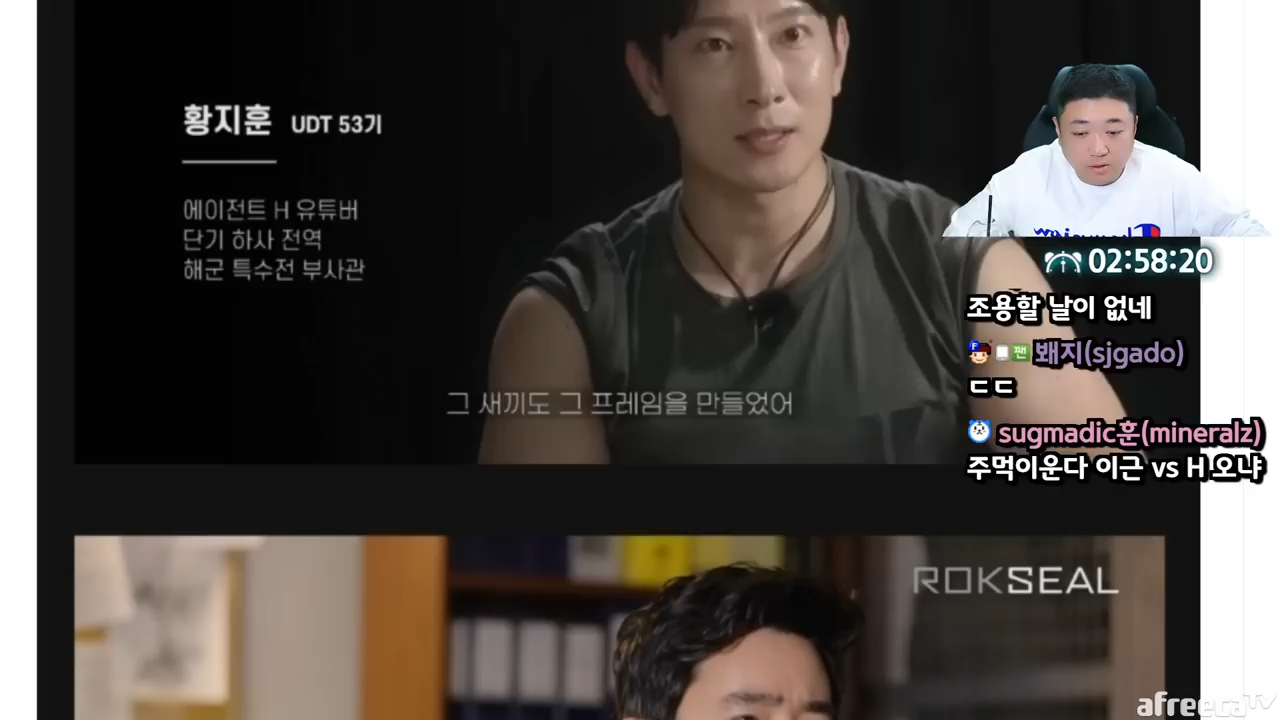 황지훈 UDT 53기
에이전트 H 유튜버
단기 하사 전역
해군 특수전 부사관
그 새끼도 그 프레임을 만들었어
02:58:20
조용할 날이 없네
팬 봬지(sjgado)
ㄷㄷ
sugmadic훈(mineralz)
주먹이운다 이근 vs H 오냐
ROKSEAL
afreecaTV